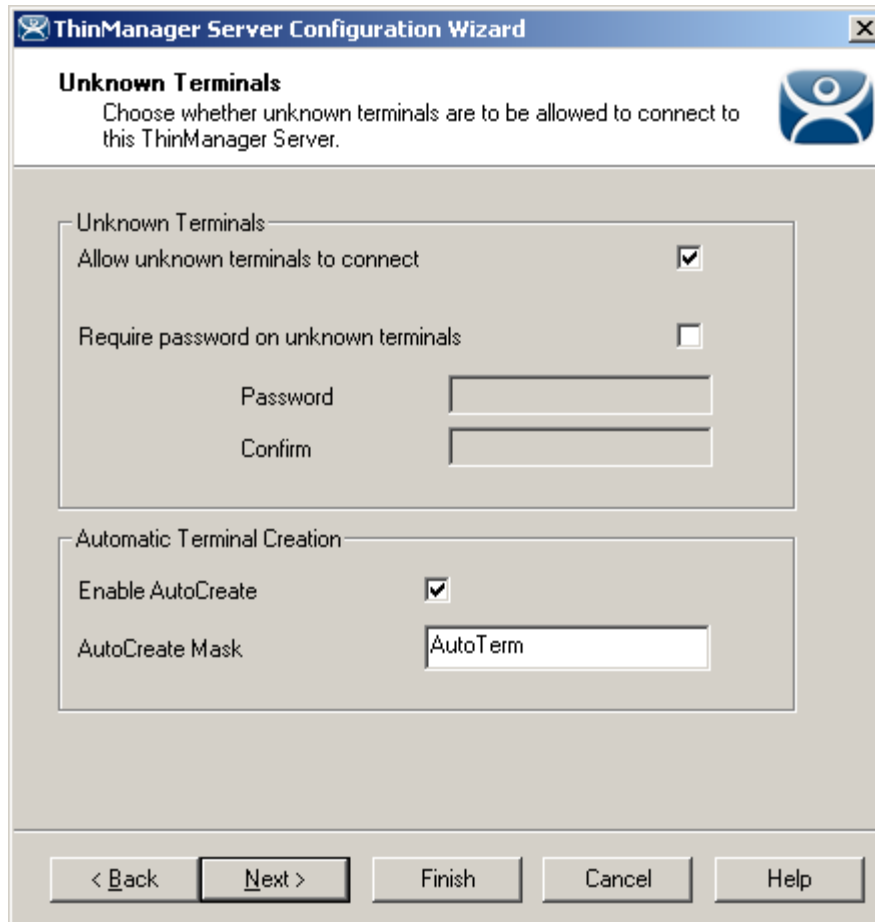 ThinManager Server Configuration Wizard
Unknown Terminals
Choose whether unknown terminals are to be allowed to connect to
this ThinManager Server.
Unknown Terminals
Allow unknown terminals to connect
Require password on unknown terminals
Password
Confirm
Automatic Terminal Creation
Enable AutoCreate
AutoCreate Mask AutoTerm
< Back Next > Finish Cancel Help